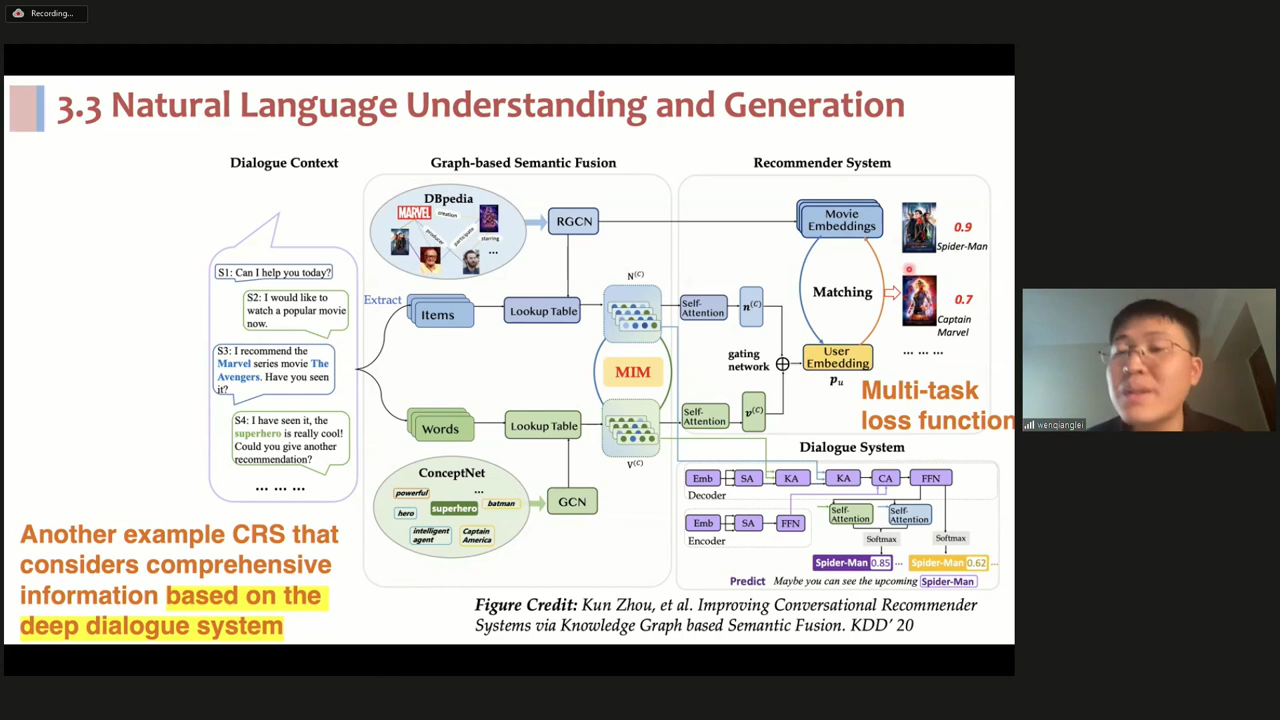 Recording...
3.3 Natural Language Understanding and Generation
Dialogue Context
Graph-based Semantic Fusion
Recommender System
S1: Can I help you today?
S2: I would like to
watch a popular movie
now.
S3: I recommend the
Marvel series movie The
Avengers. Have you seen
it?
S4: I have seen it, the
superhero is really cool!
Could you give another
recommendation?
... ... ...
DBpedia
MARVEL
creation
producer
participate
starring
...
RGCN
Extract
Items
Lookup Table
N(C)
MIM
Words
Lookup Table
V(C)
ConceptNet
powerful
...
hero
superhero
batman
intelligent
agent
Captain
America
GCN
Self-
Attention
n(C)
gating
network
Self-
Attention
v(C)
Movie
Embeddings
Matching
User
Embedding
pu
0.9
Spider-Man
0.7
Captain
Marvel
... ... ...
Multi-task
loss function
Dialogue System
Emb
SA
KA
KA
CA
FFN
Decoder
Emb
SA
FFN
Encoder
Self-
Attention
Self-
Attention
Softmax
Softmax
Spider-Man 0.85 ...
Spider-Man 0.62 ...
Predict Maybe you can see the upcoming Spider-Man
Another example CRS that
considers comprehensive
information based on the
deep dialogue system
Figure Credit: Kun Zhou, et al. Improving Conversational Recommender
Systems via Knowledge Graph based Semantic Fusion. KDD' 20
wenqianglei